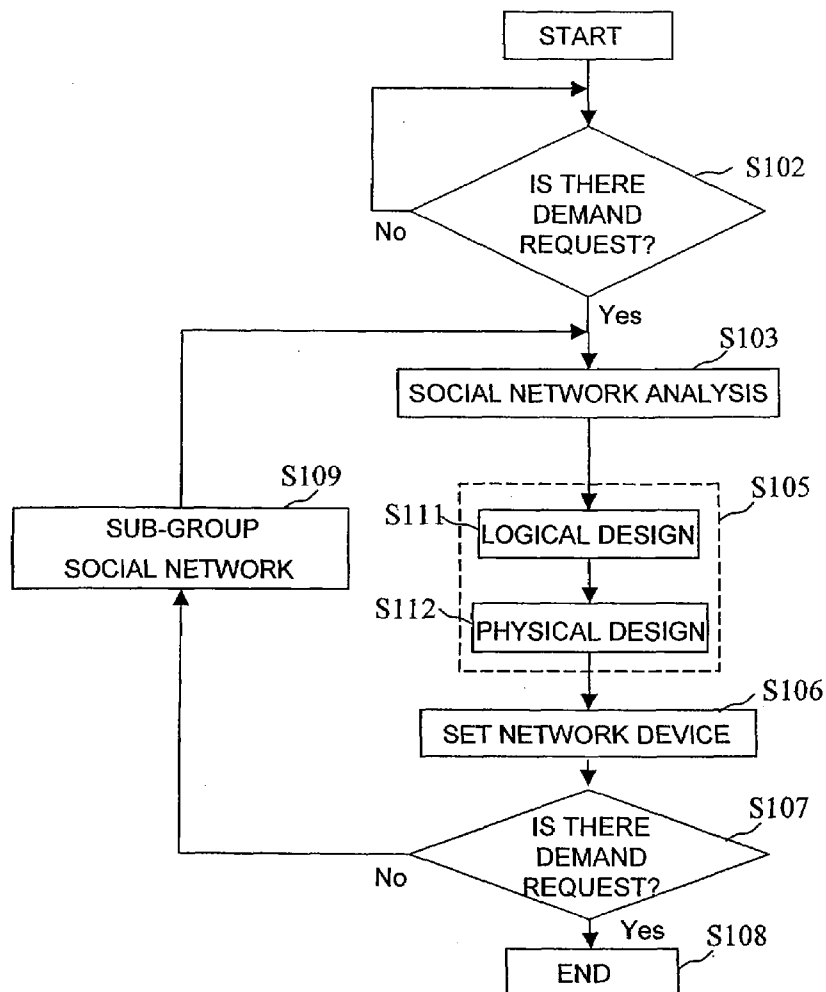 START
S102
IS THERE
DEMAND
REQUEST?
No
Yes
S103
SOCIAL NETWORK ANALYSIS
S109
SUB-GROUP
SOCIAL NETWORK
S105
S111
LOGICAL DESIGN
S112
PHYSICAL DESIGN
S106
SET NETWORK DEVICE
S107
IS THERE
DEMAND
REQUEST?
No
Yes
S108
END